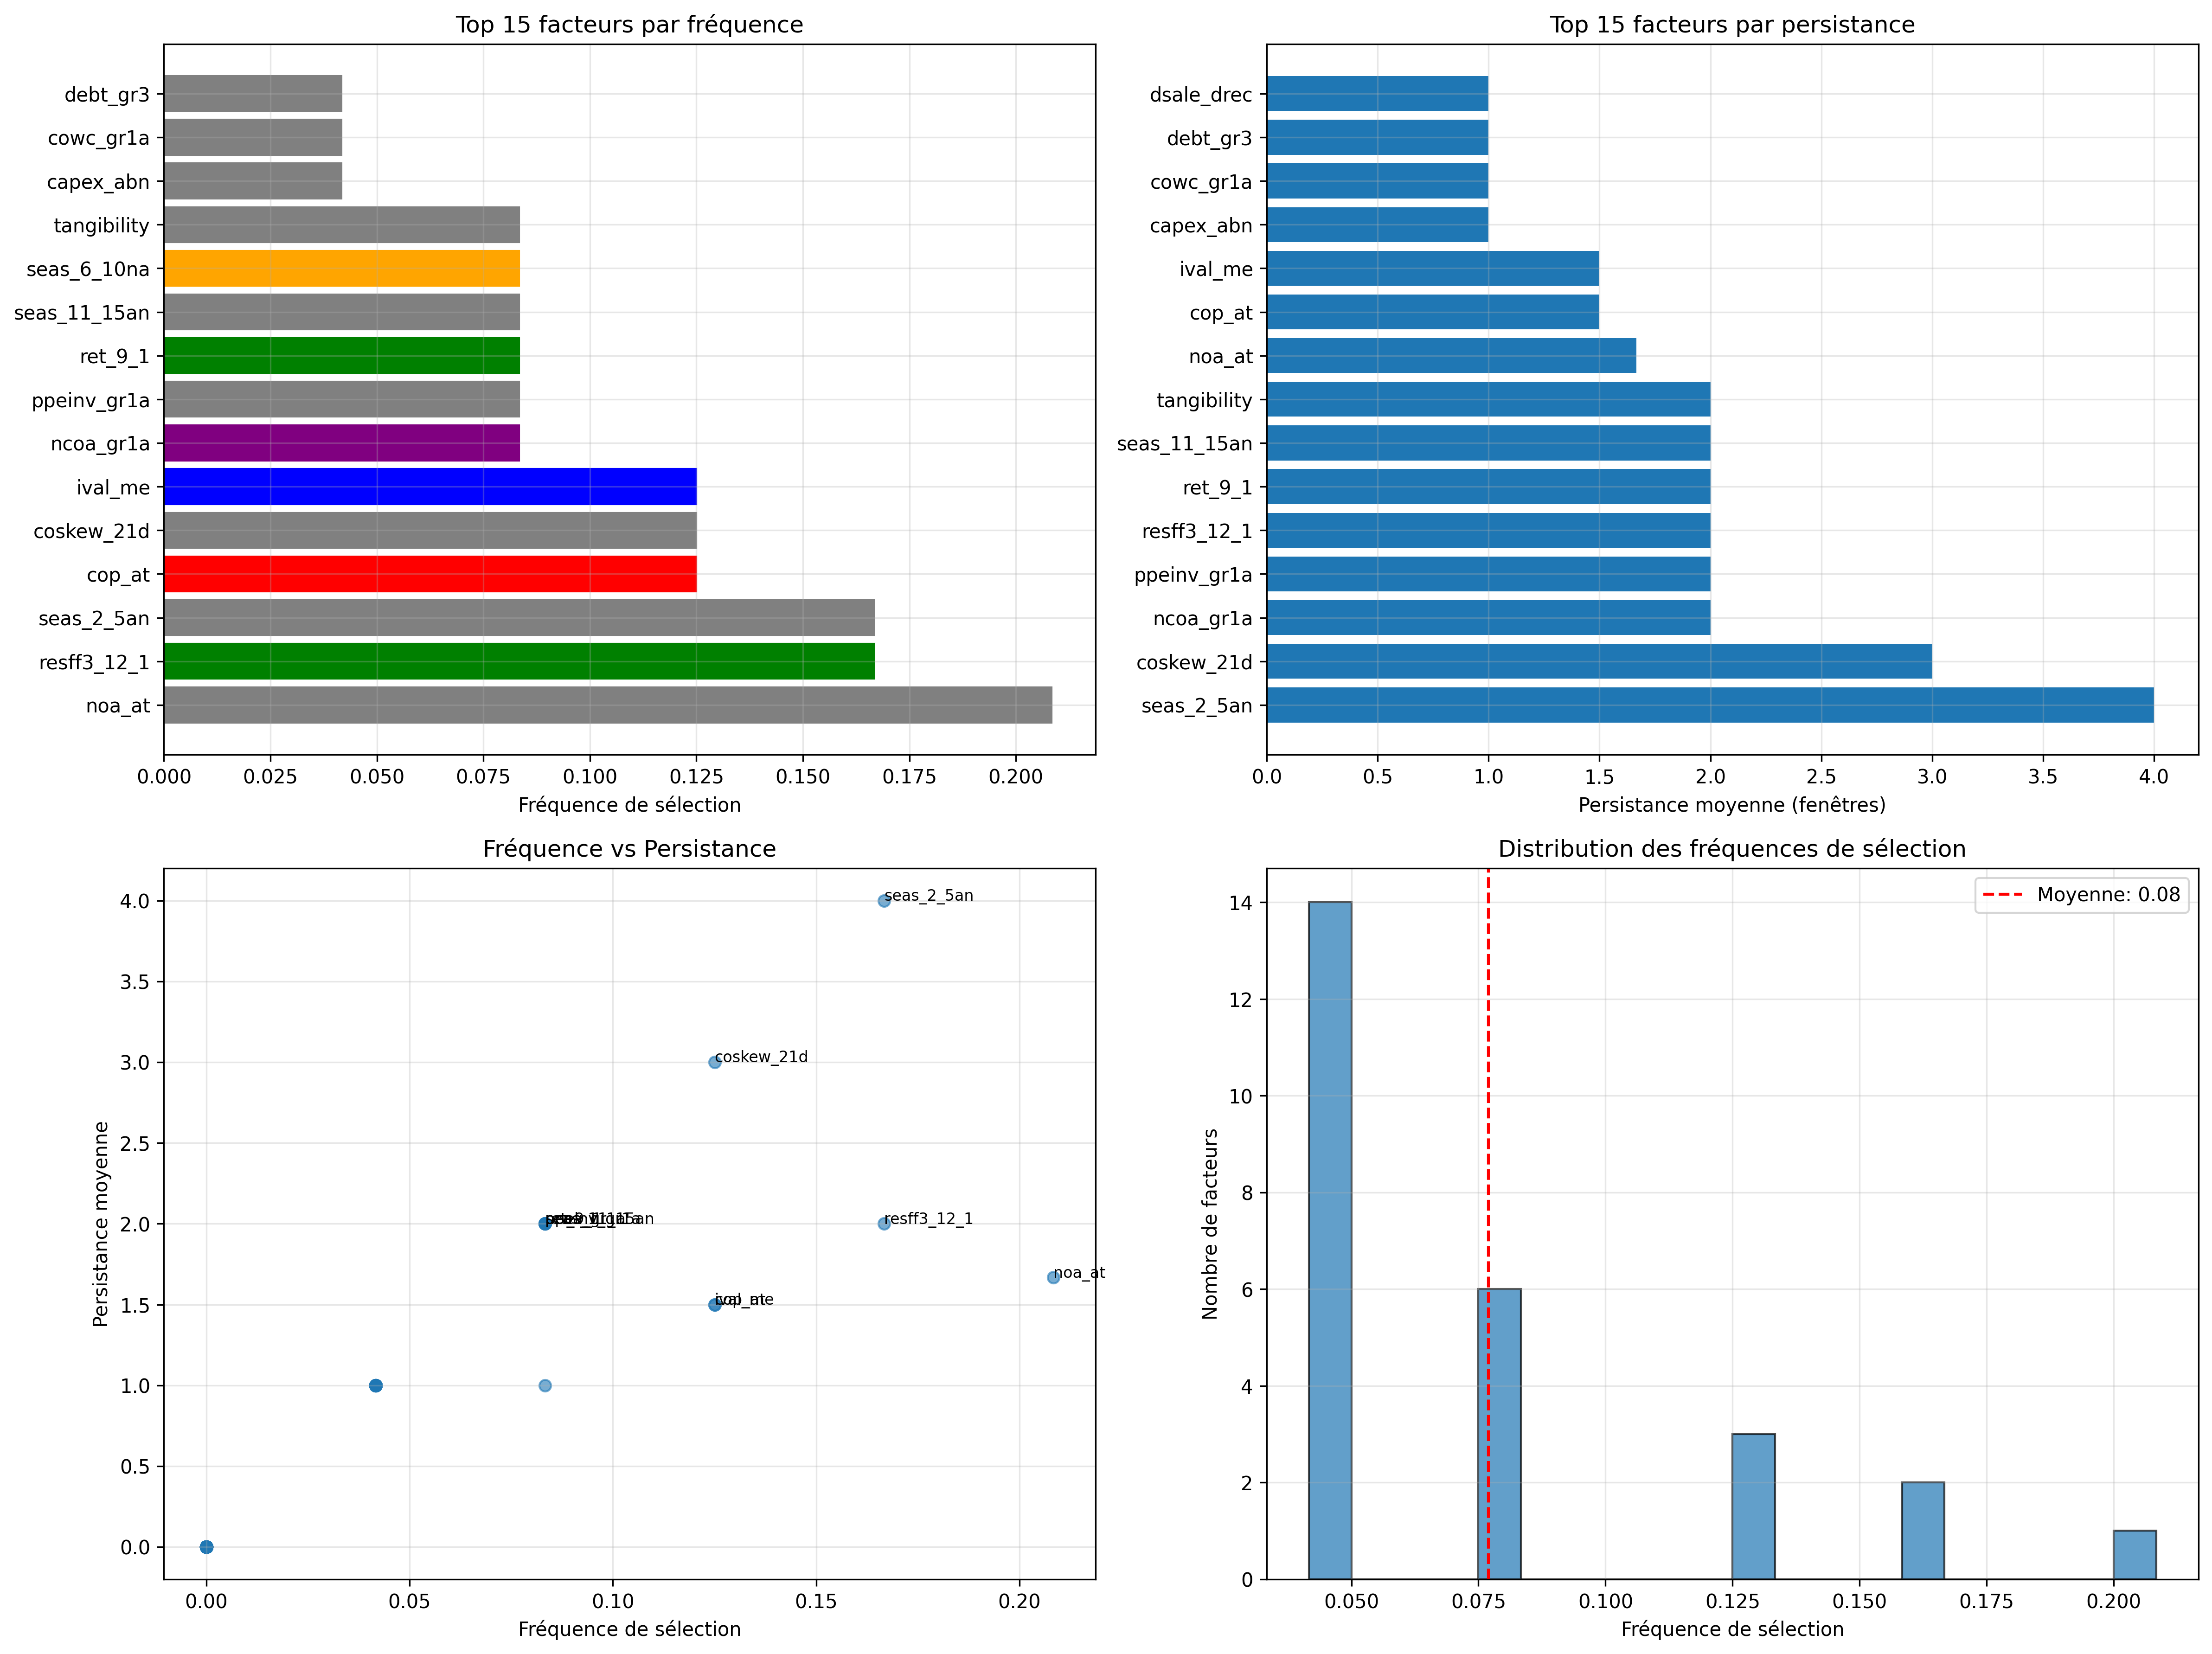 Top 15 facteurs par fréquence
debt_gr3
cowc_gr1a
capex_abn
tangibility
seas_6_10na
seas_11_15an
ret_9_1
ppeinv_gr1a
ncoa_gr1a
ival_me
coskew_21d
cop_at
seas_2_5an
resff3_12_1
noa_at
0.000 0.025 0.050 0.075 0.100 0.125 0.150 0.175 0.200
Fréquence de sélection
Top 15 facteurs par persistance
dsale_drec
debt_gr3
cowc_gr1a
capex_abn
ival_me
cop_at
noa_at
tangibility
seas_11_15an
ret_9_1
resff3_12_1
ppeinv_gr1a
ncoa_gr1a
coskew_21d
seas_2_5an
0.0 0.5 1.0 1.5 2.0 2.5 3.0 3.5 4.0
Persistance moyenne (fenêtres)
Fréquence vs Persistance
Persistance moyenne
4.0
3.5
3.0
2.5
2.0
1.5
1.0
0.5
0.0
seas_2_5an
coskew_21d
resff3_12_1
noa_at
0.00 0.05 0.10 0.15 0.20
Fréquence de sélection
Distribution des fréquences de sélection
Moyenne: 0.08
Nombre de facteurs
14
12
10
8
6
4
2
0
0.050 0.075 0.100 0.125 0.150 0.175 0.200
Fréquence de sélection